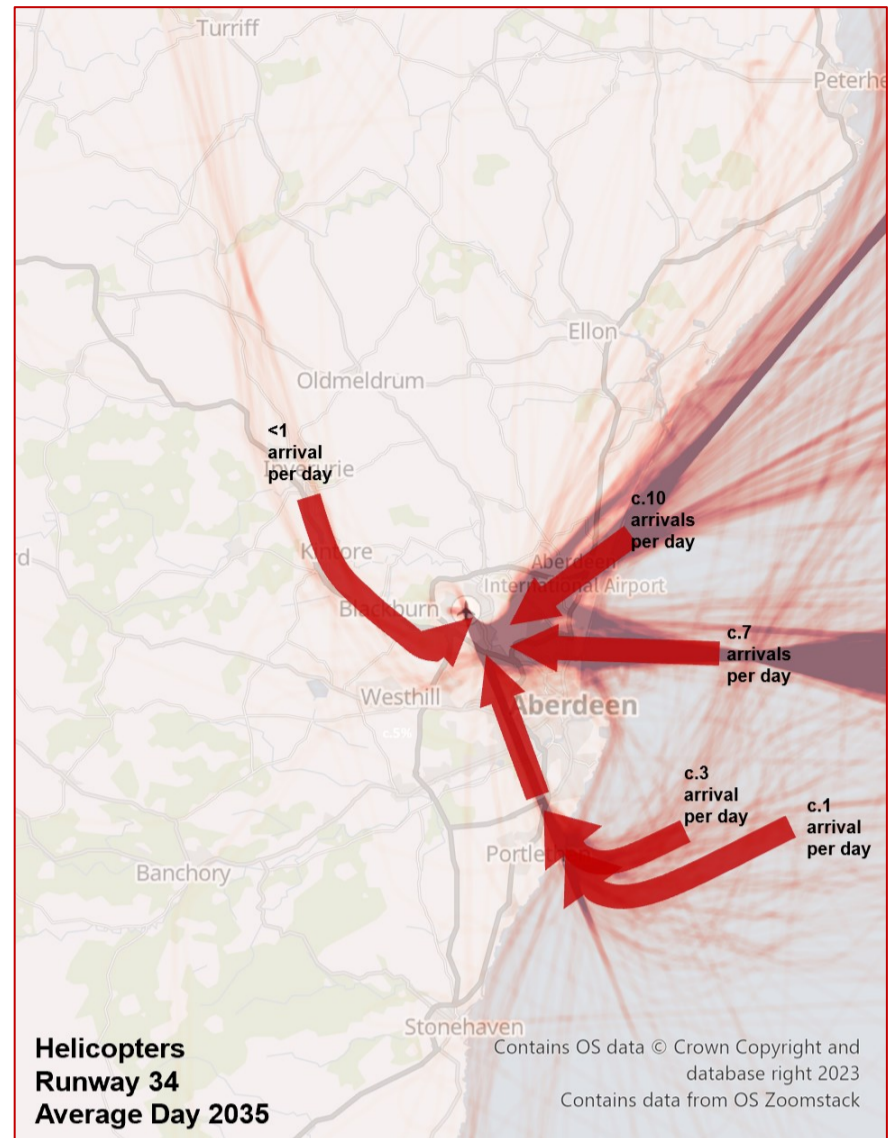 Turriff
Peterhe
Ellon
Oldmeldrum
<1
arrival
per day
Inverurie
c.10
arrivals
per day
Kintore
Aberdeen
International Airport
Blackburn
c.7
arrivals
per day
Westhill
Aberdeen
c.5%
c.3
arrival
per day
c.1
arrival
per day
Banchory
Stonehaven
Helicopters
Runway 34
Average Day 2035
Contains OS data © Crown Copyright and
database right 2023
Contains data from OS Zoomstack